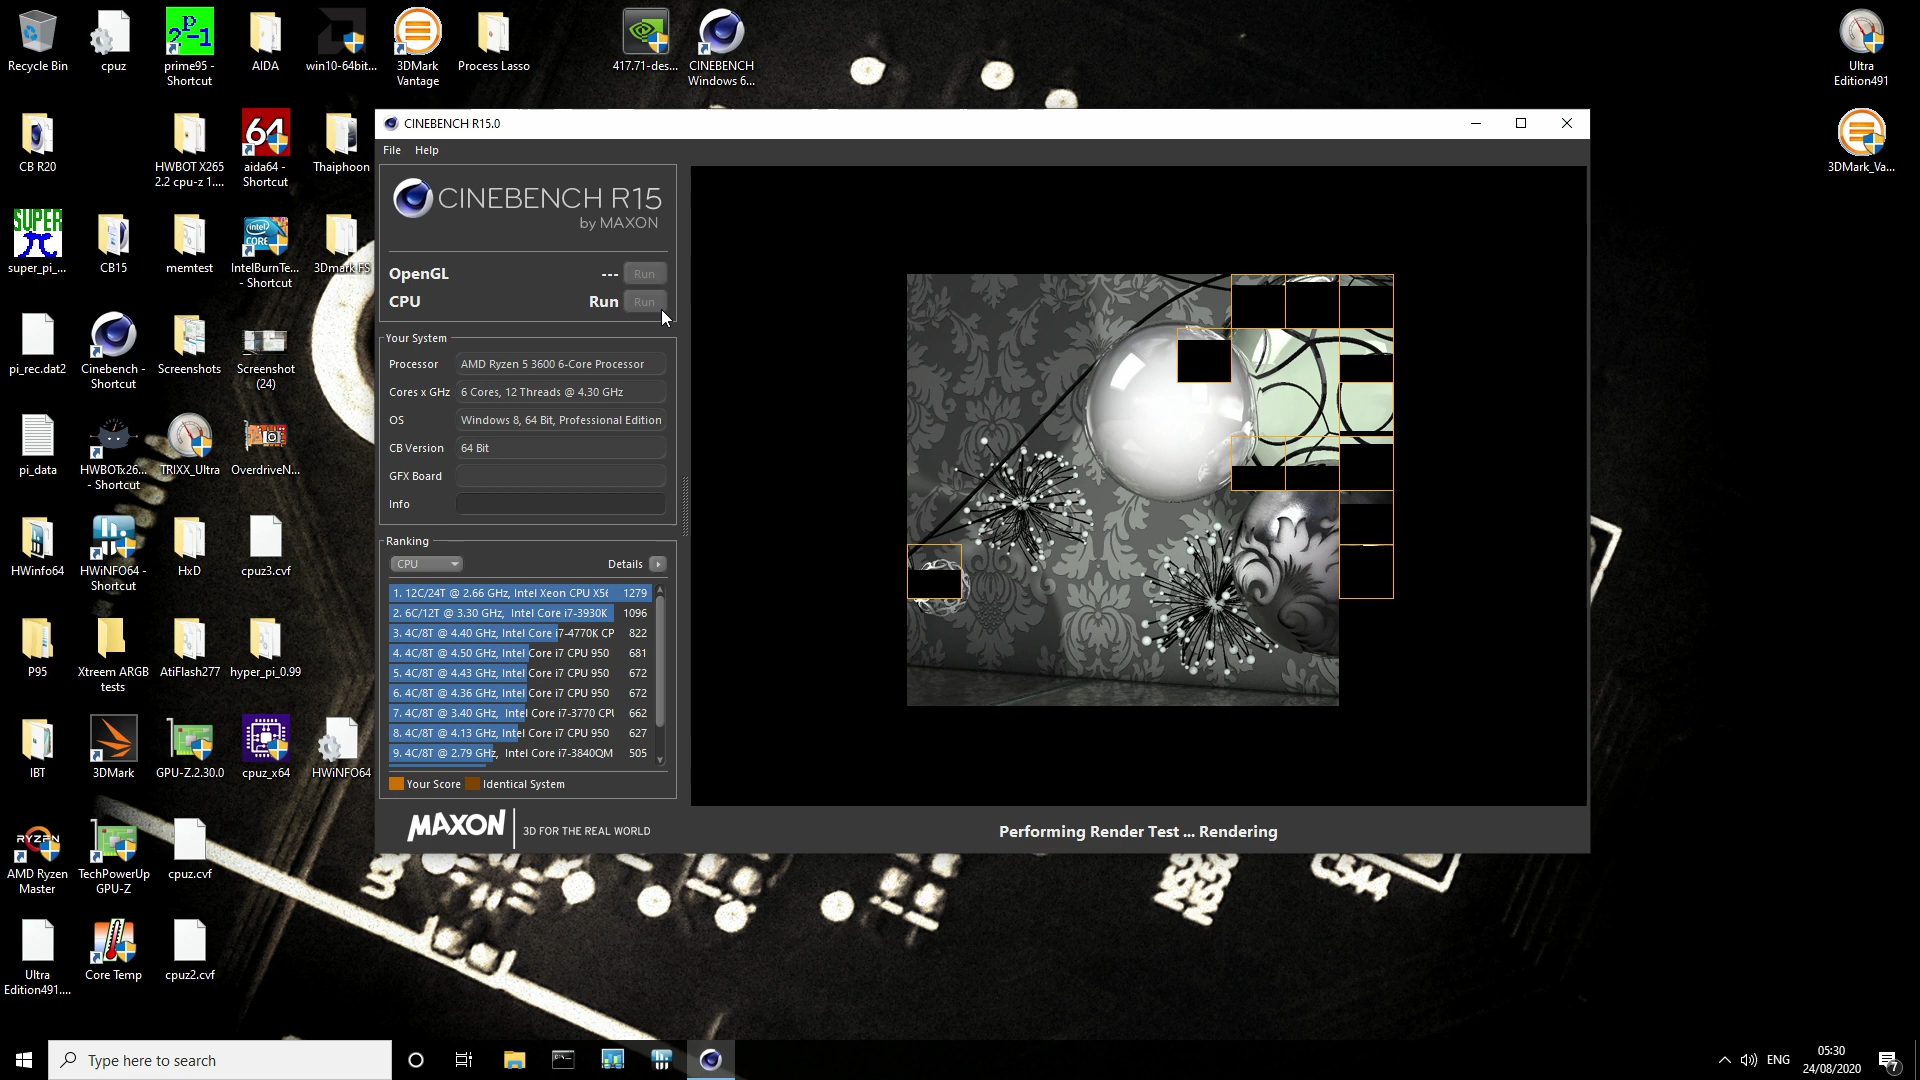 Recycle Bin
cpuz
prime95 -
Shortcut
AIDA
win10-64bit...
3DMark
Vantage
Process Lasso
417.71-des...
CINEBENCH
Windows 6...
Ultra
Edition491
CB R20
HWBOT X265
2.2 cpu-z 1....
64
aida64 -
Shortcut
Thaiphoon
3DMark_Va...
SUPER
super_pi_...
CB15
memtest
intel
CORE
IntelBurnTe...
- Shortcut
3Dmark FS
pi_rec.dat2
Cinebench -
Shortcut
Screenshots
Screenshot
(24)
pi_data
HWBOTx26...
- Shortcut
TRIXX_Ultra
OverdriveN...
HWinfo64
HWiNFO64 -
Shortcut
HxD
cpuz3.cvf
P95
Xtreem ARGB
tests
AtiFlash277
hyper_pi_0.99
IBT
3DMark
GPU-Z.2.30.0
cpuz_x64
HWiNFO64
RYZEN
AMD Ryzen
Master
TechPowerUp
GPU-Z
cpuz.cvf
Ultra
Edition491....
Core Temp
cpuz2.cvf
CINEBENCH R15.0
File Help
CINEBENCH R15
by MAXON
OpenGL --- Run
CPU Run Run
Your System
Processor AMD Ryzen 5 3600 6-Core Processor
Cores x GHz 6 Cores, 12 Threads @ 4.30 GHz
OS Windows 8, 64 Bit, Professional Edition
CB Version 64 Bit
GFX Board
Info
Ranking
CPU Details
1. 12C/24T @ 2.66 GHz, Intel Xeon CPU X56 1279
2. 6C/12T @ 3.30 GHz, Intel Core i7-3930K 1096
3. 4C/8T @ 4.40 GHz, Intel Core i7-4770K CP 822
4. 4C/8T @ 4.50 GHz, Intel Core i7 CPU 950 681
5. 4C/8T @ 4.43 GHz, Intel Core i7 CPU 950 672
6. 4C/8T @ 4.36 GHz, Intel Core i7 CPU 950 672
7. 4C/8T @ 3.40 GHz, Intel Core i7-3770 CPU 662
8. 4C/8T @ 4.13 GHz, Intel Core i7 CPU 950 627
9. 4C/8T @ 2.79 GHz, Intel Core i7-3840QM 505
Your Score Identical System
MAXON 3D FOR THE REAL WORLD
Performing Render Test ... Rendering
Type here to search
ENG
05:30
24/08/2020
7